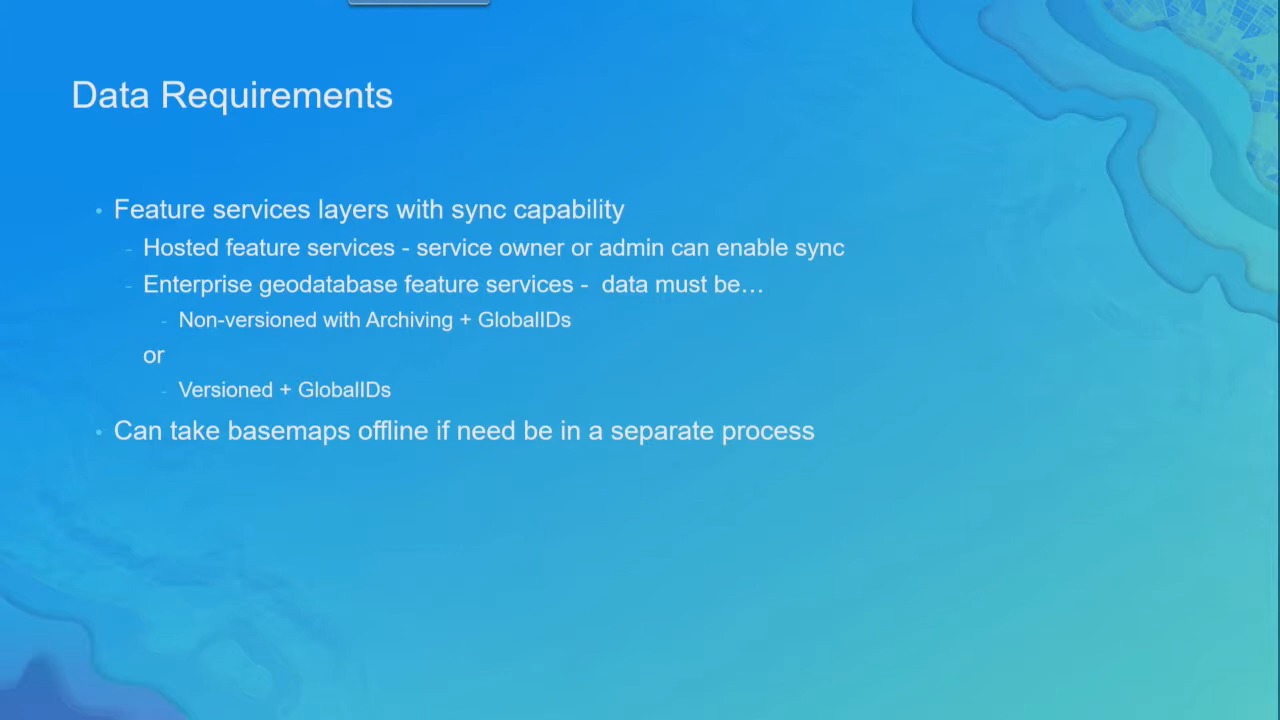 Data Requirements
• Feature services layers with sync capability
- Hosted feature services - service owner or admin can enable sync
- Enterprise geodatabase feature services - data must be…
- Non-versioned with Archiving + GlobalIDs
or
- Versioned + GlobalIDs
• Can take basemaps offline if need be in a separate process